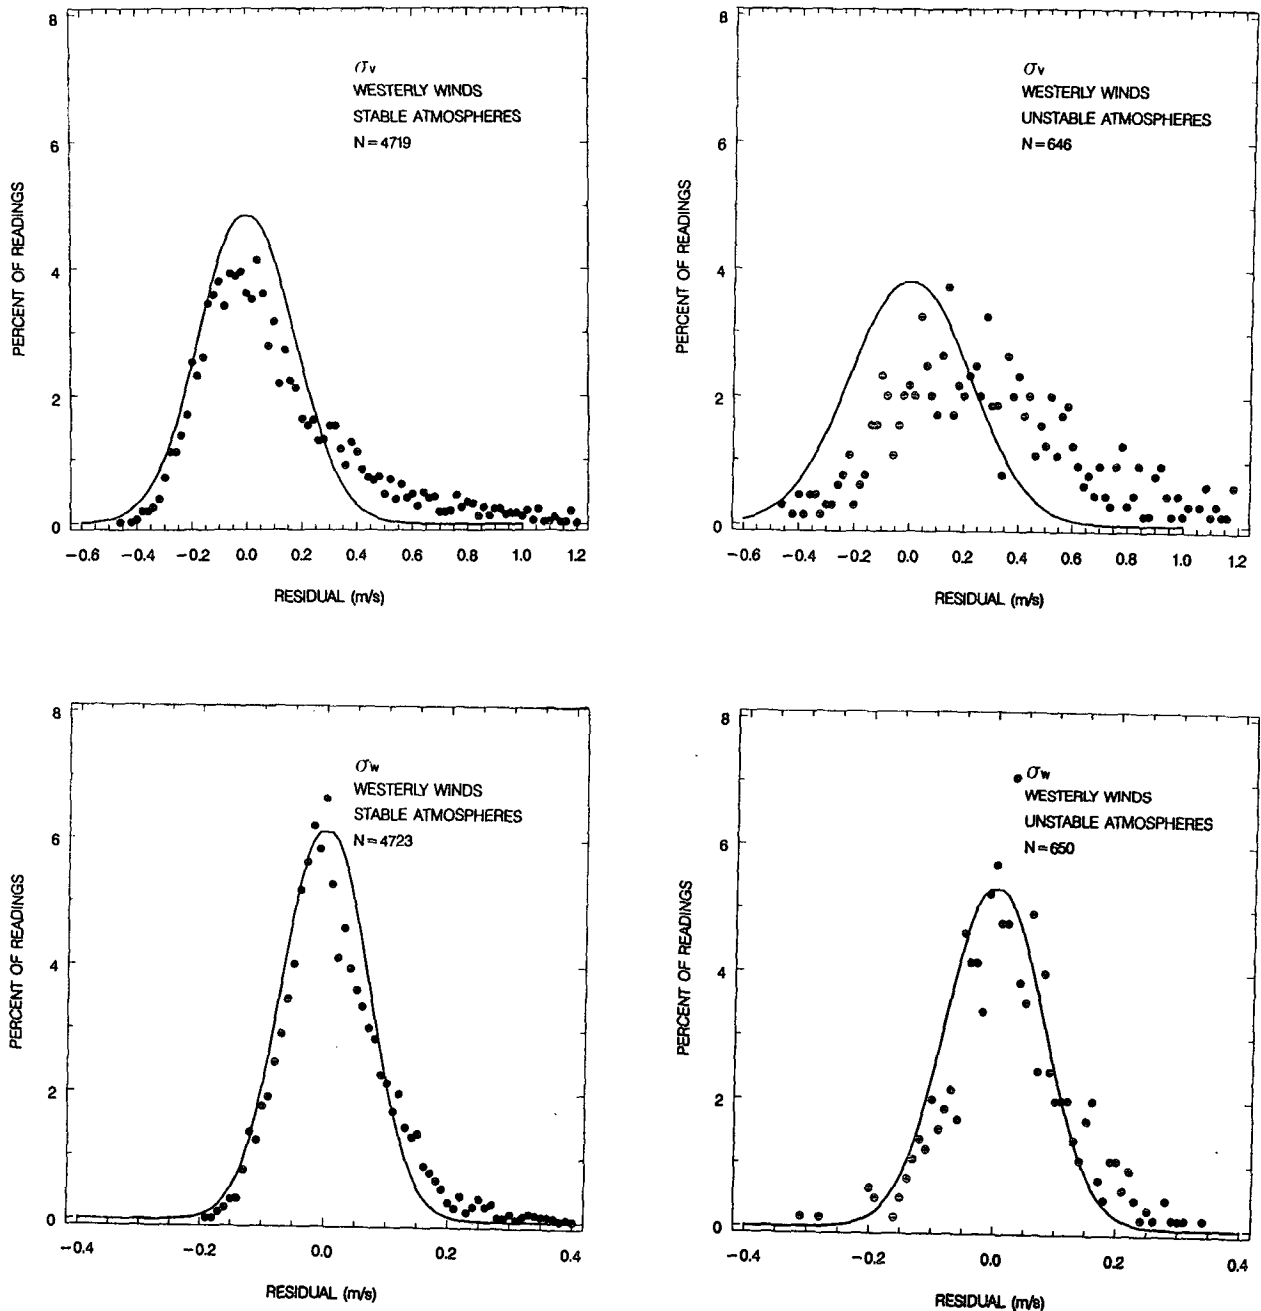 8
6
4
2
0
PERCENT OF READINGS
σv
WESTERLY WINDS
STABLE ATMOSPHERES
N=4719
−0.6 −0.2 0.0 0.2 0.4 0.6 0.8 1.0 1.2
RESIDUAL (m/s)
8
6
4
2
0
PERCENT OF READINGS
σv
WESTERLY WINDS
UNSTABLE ATMOSPHERES
N=646
−0.6 −0.2 0.0 0.2 0.4 0.6 0.8 1.0 1.2
RESIDUAL (m/s)
8
6
4
2
0
PERCENT OF READINGS
σw
WESTERLY WINDS
STABLE ATMOSPHERES
N=4723
−0.4 −0.2 0.0 0.2 0.4
RESIDUAL (m/s)
8
6
4
2
0
PERCENT OF READINGS
σw
WESTERLY WINDS
UNSTABLE ATMOSPHERES
N=650
−0.4 −0.2 0.0 0.2 0.4
RESIDUAL (m/s)